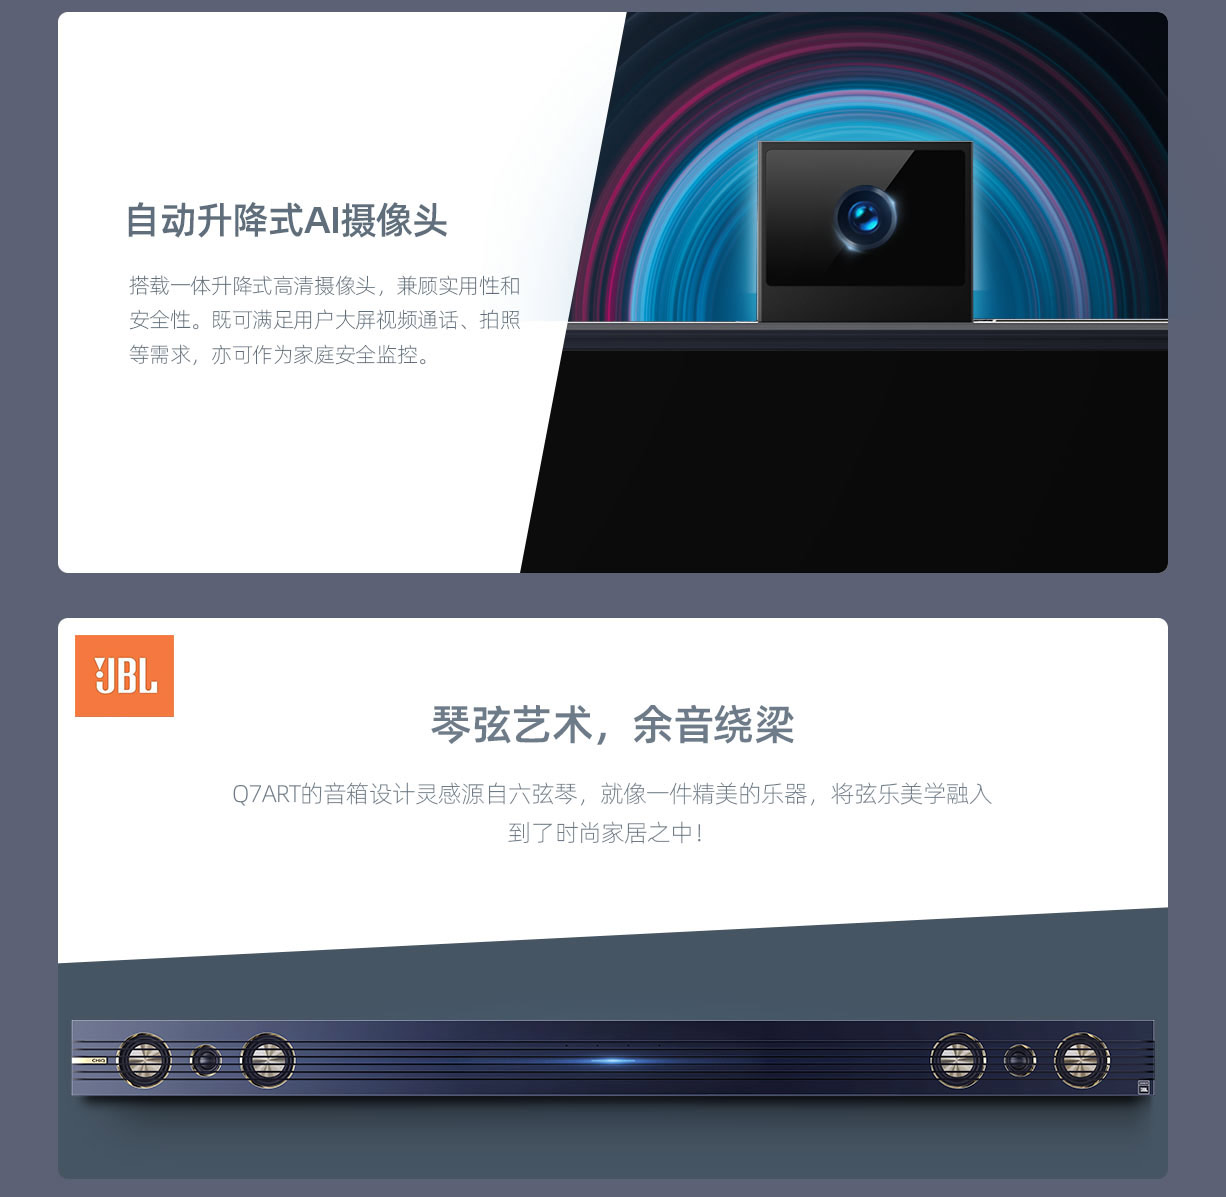 自动升降式AI摄像头
搭载一体升降式高清摄像头，兼顾实用性和
安全性。既可满足用户大屏视频通话、拍照
等需求，亦可作为家庭安全监控。
JBL
琴弦艺术，余音绕梁
Q7ART的音箱设计灵感源自六弦琴，就像一件精美的乐器，将弦乐美学融入
到了时尚家居之中！
CHiQ
JBL